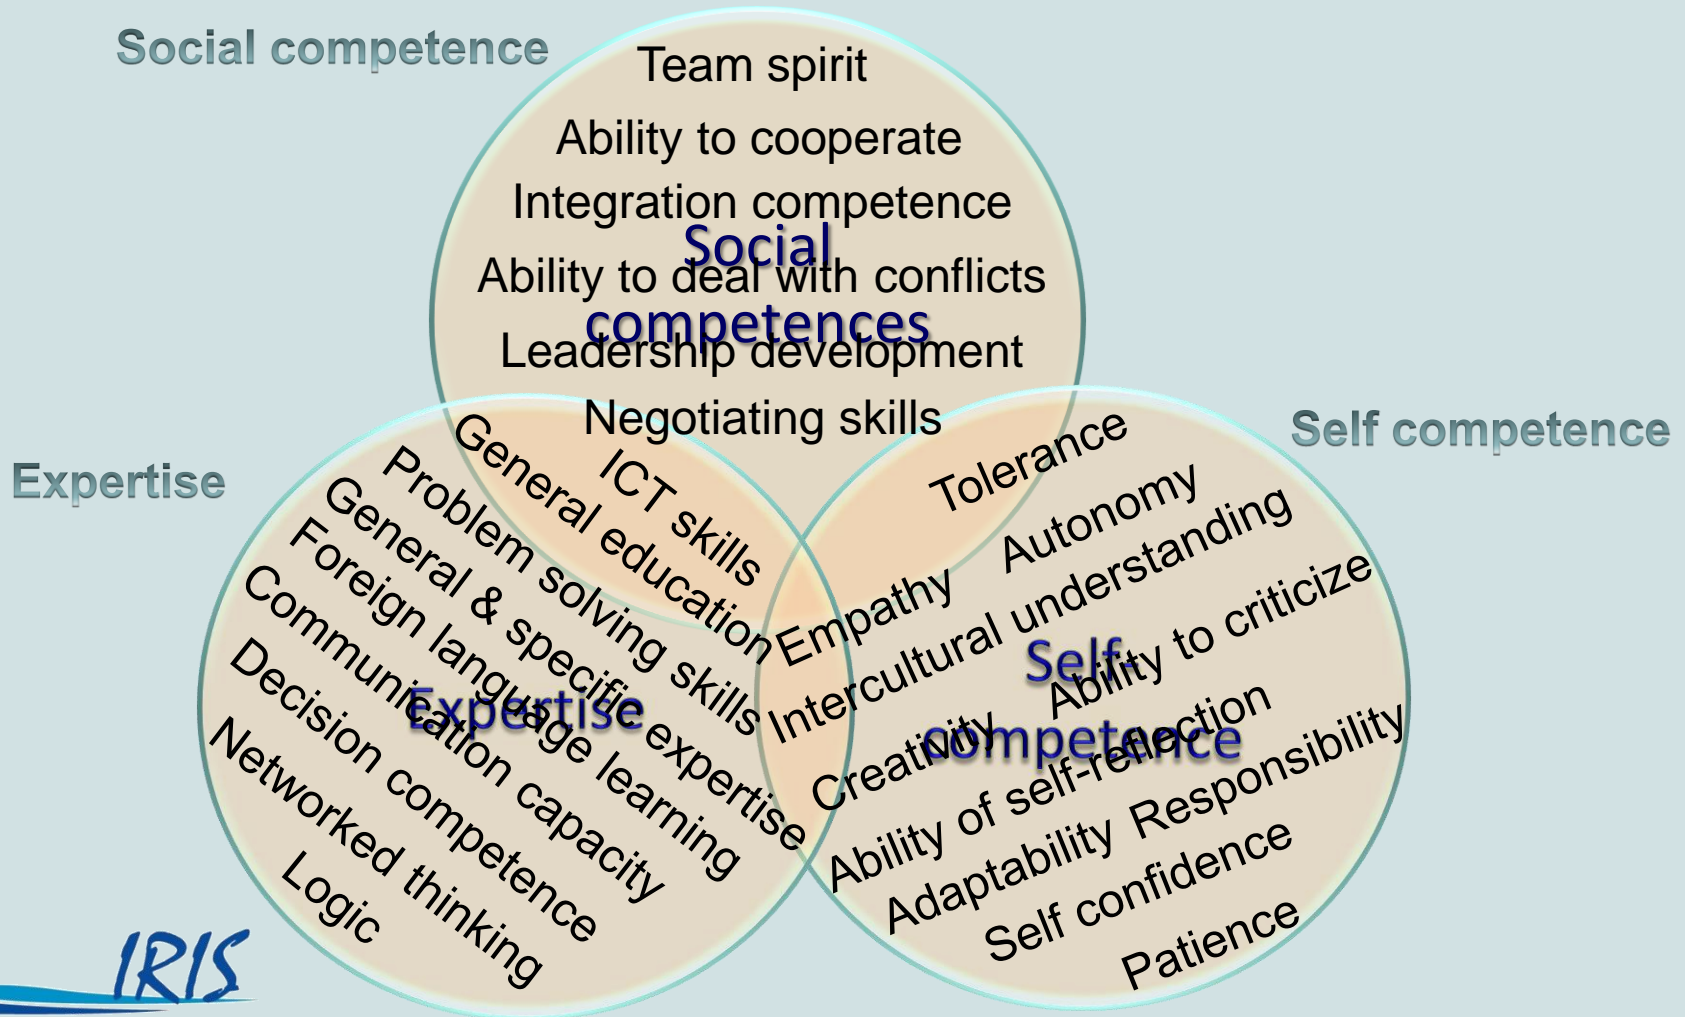 Social competence
Team spirit
Ability to cooperate
Integration competence
Social
competences
Ability to deal with conflicts
Leadership development
Negotiating skills
Expertise
ICT skills
General education
Problem solving skills
General & specific expertise
Foreign language learning
Communication capacity
Decision competence
Networked thinking
Logic
Expertise
Self competence
Tolerance
Autonomy
Empathy
Intercultural understanding
Ability to criticize
Creativity
Ability of self-reflection
Responsibility
Adaptability
Self confidence
Patience
Self-
competence
IRIS